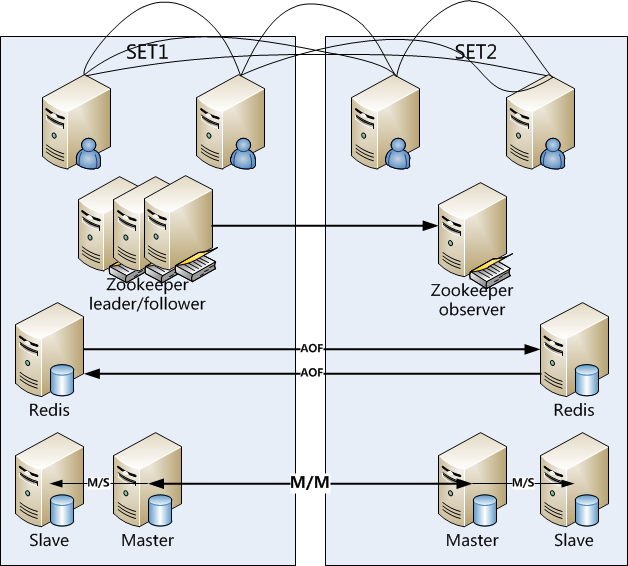 SET1
SET2
Zookeeper
leader/follower
Zookeeper
observer
AOF
AOF
Redis
Redis
M/S
M/M
M/S
Slave
Master
Master
Slave